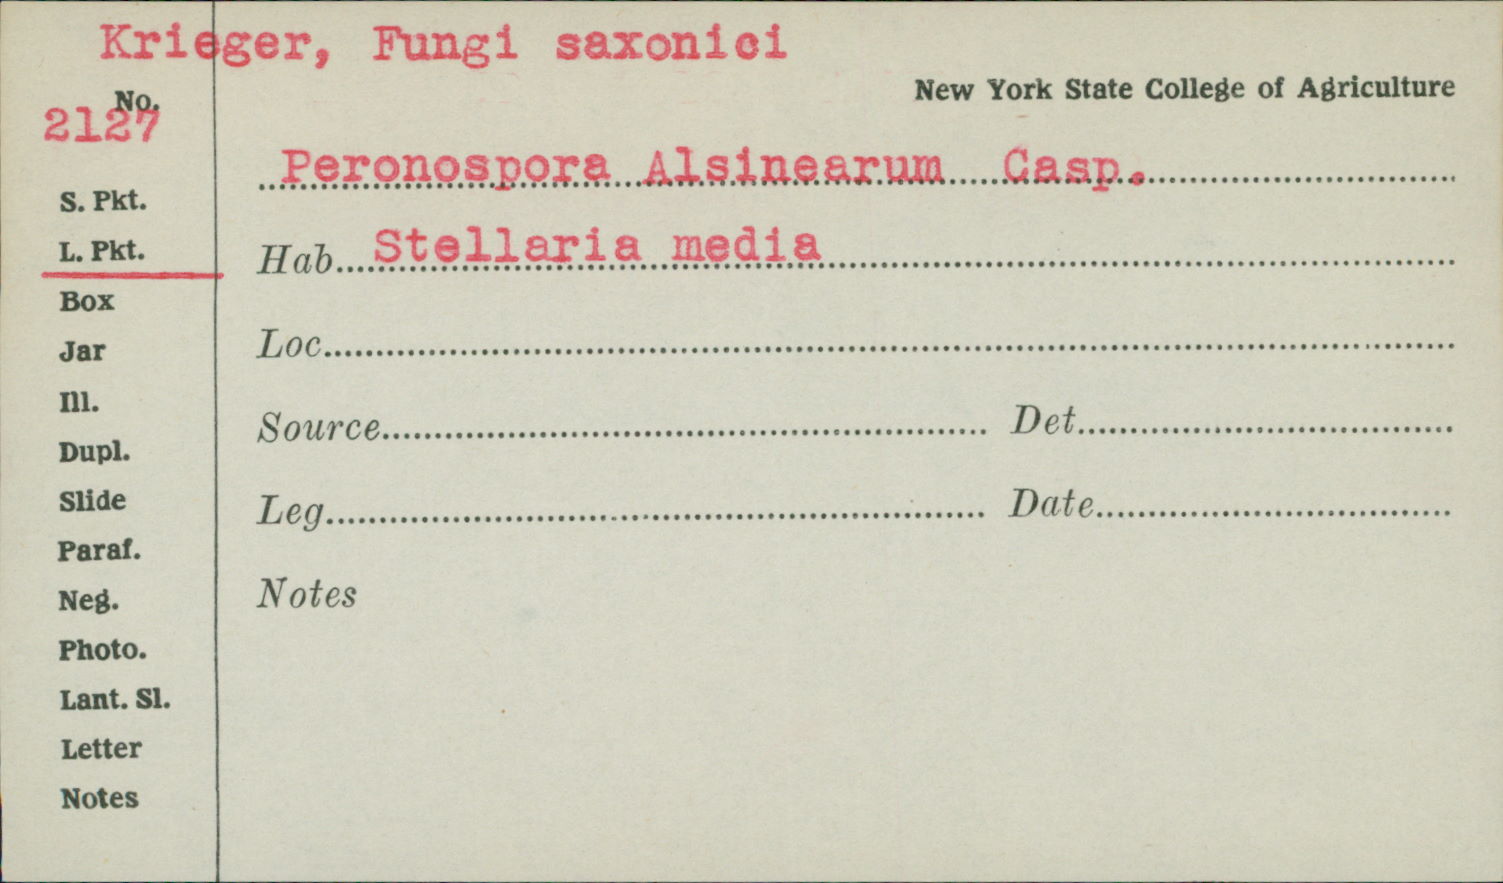 Krieger, Fungi saxonici
New York State College of Agriculture
No.
2127
Peronospora Alsinearum Casp.
S. Pkt.
L. Pkt.
Hab. Stellaria media
Box
Jar
Loc.
Ill.
Source
Det.
Dupl.
Slide
Leg.
Date
Paraf.
Neg.
Notes
Photo.
Lant. Sl.
Letter
Notes